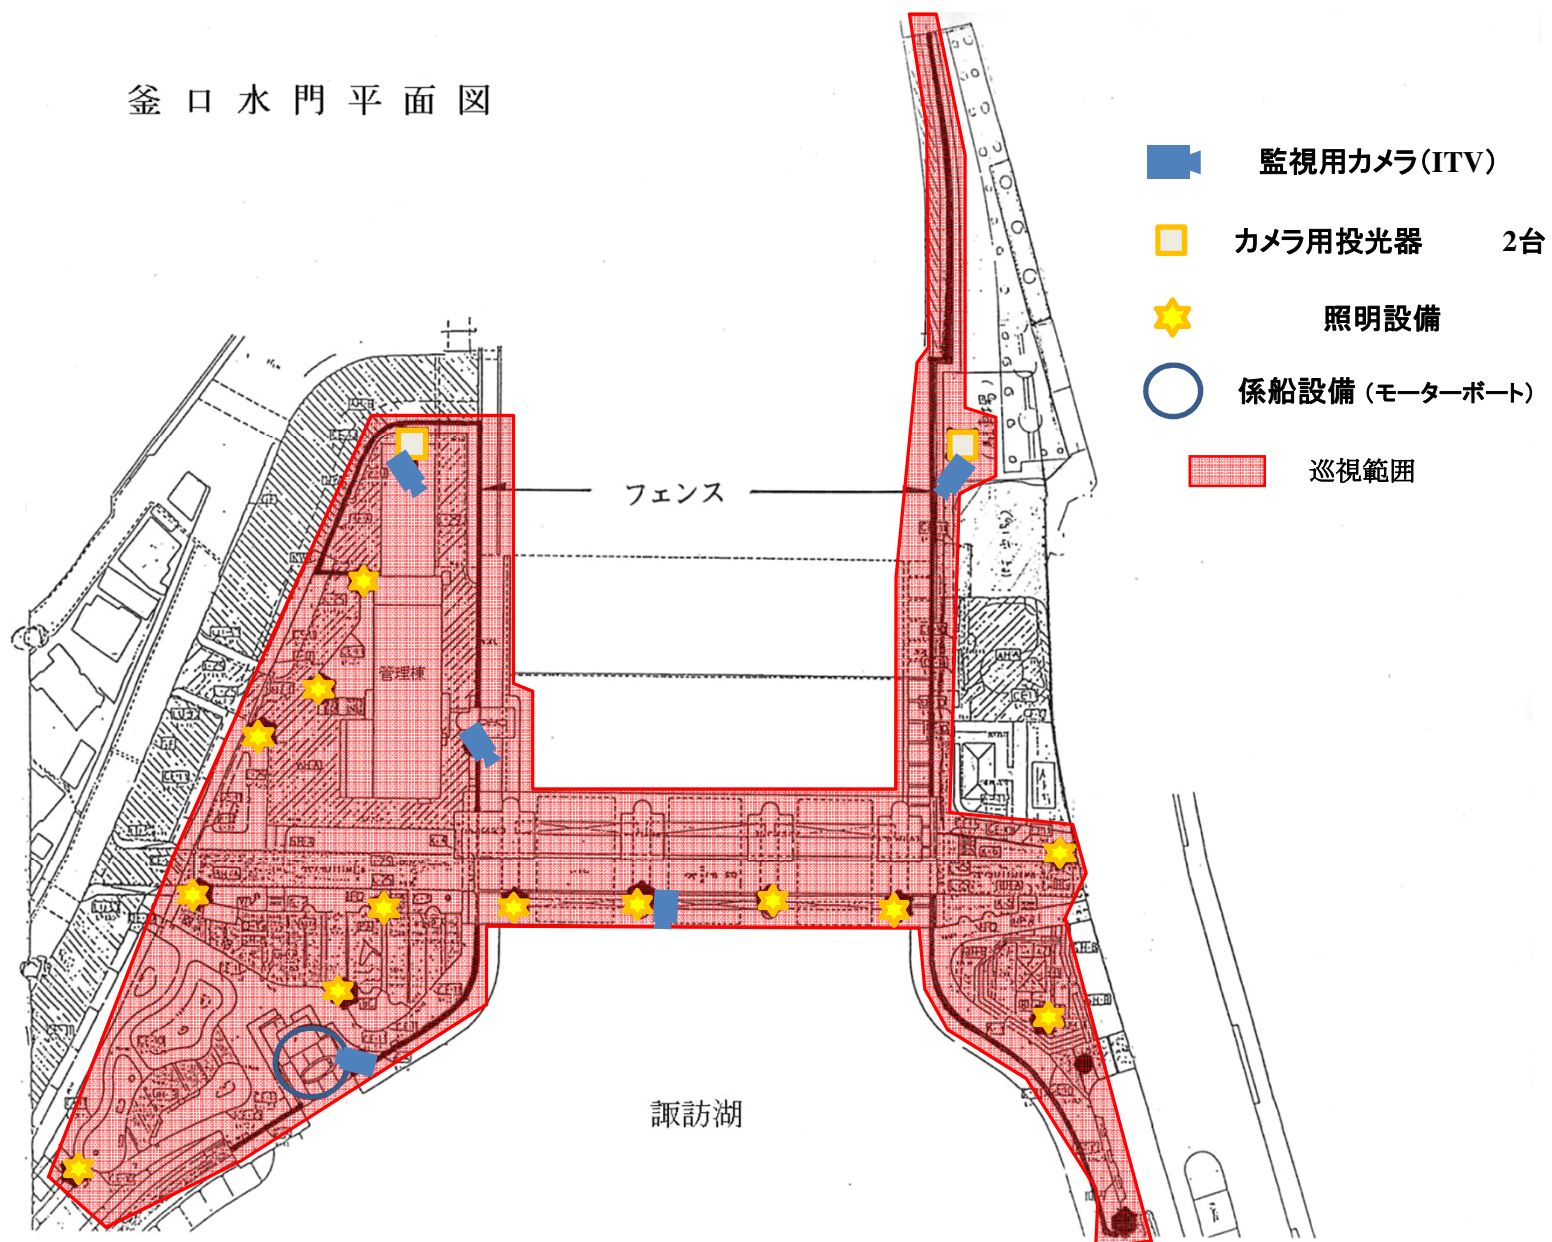 釜口水門平面図
監視用カメラ(ITV)
カメラ用投光器 2台
照明設備
係船設備(モーターボート)
巡視範囲
フェンス
管理棟
諏訪湖